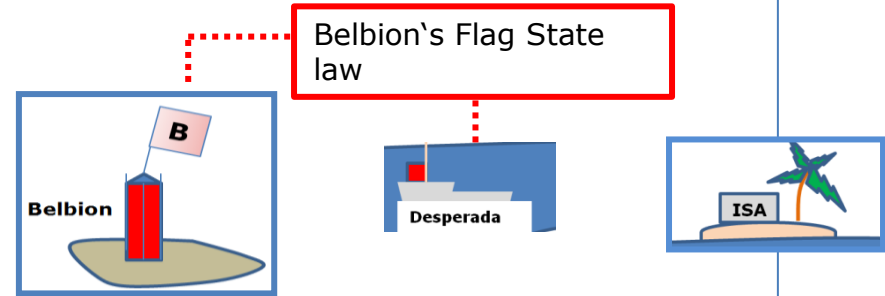 Belbion‘s Flag State
law
B
Belbion
Desperada
ISA